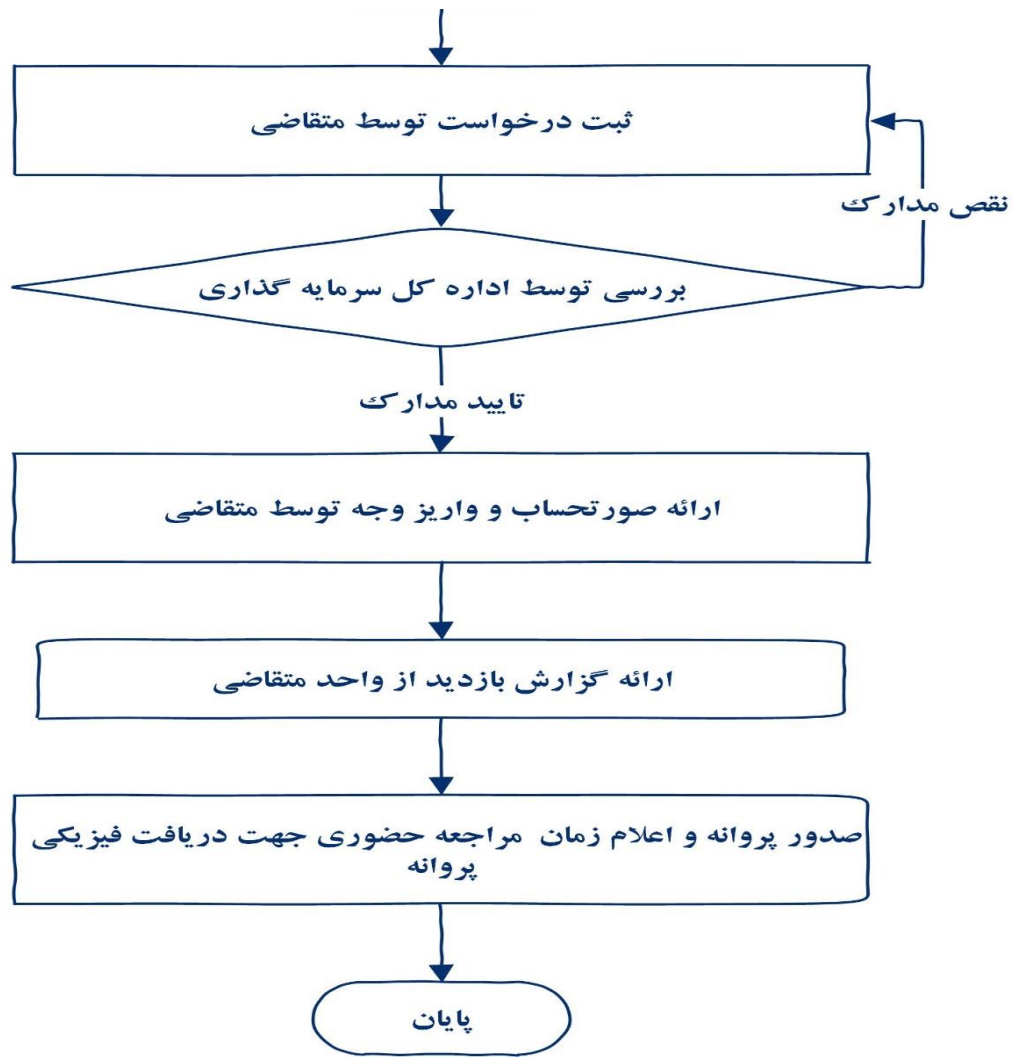 ثبت درخواست توسط متقاضی
نقص مدارک
بررسی توسط اداره کل سرمایه گذاری
تایید مدارک
ارائه صورتحساب و واریز وجه توسط متقاضی
ارائه گزارش بازدید از واحد متقاضی
صدور پروانه و اعلام زمان مراجعه حضوری جهت دریافت فیزیکی
پروانه
پایان